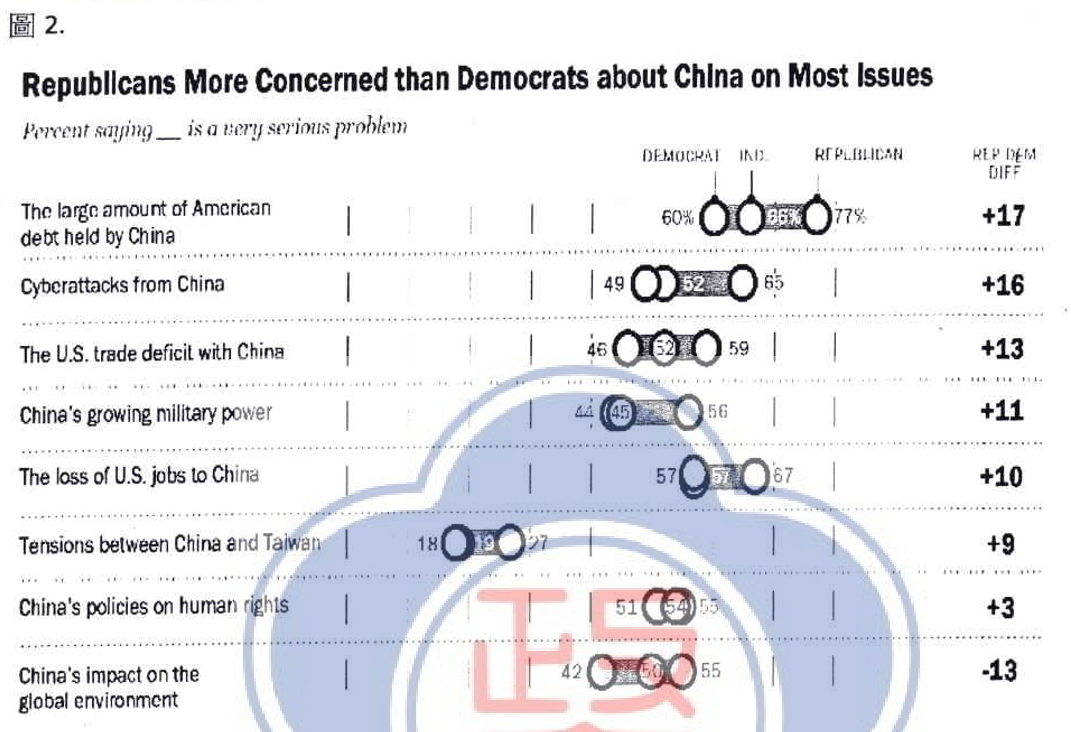 圖 2.
Republicans More Concerned than Democrats about China on Most Issues
Percent saying __ is a very serious problem
DEMOCRAT IND. REPUBLICAN REP-DEM
DIFF
The large amount of American
debt held by China
60% 66% 77% +17
Cyberattacks from China 49 52 65 +16
The U.S. trade deficit with China 46 52 59 +13
China's growing military power 44 45 56 +11
The loss of U.S. jobs to China 57 57 67 +10
Tensions between China and Taiwan 18 27 +9
China's policies on human rights 51 54 55 +3
China's impact on the
global environment
42 50 55 -13